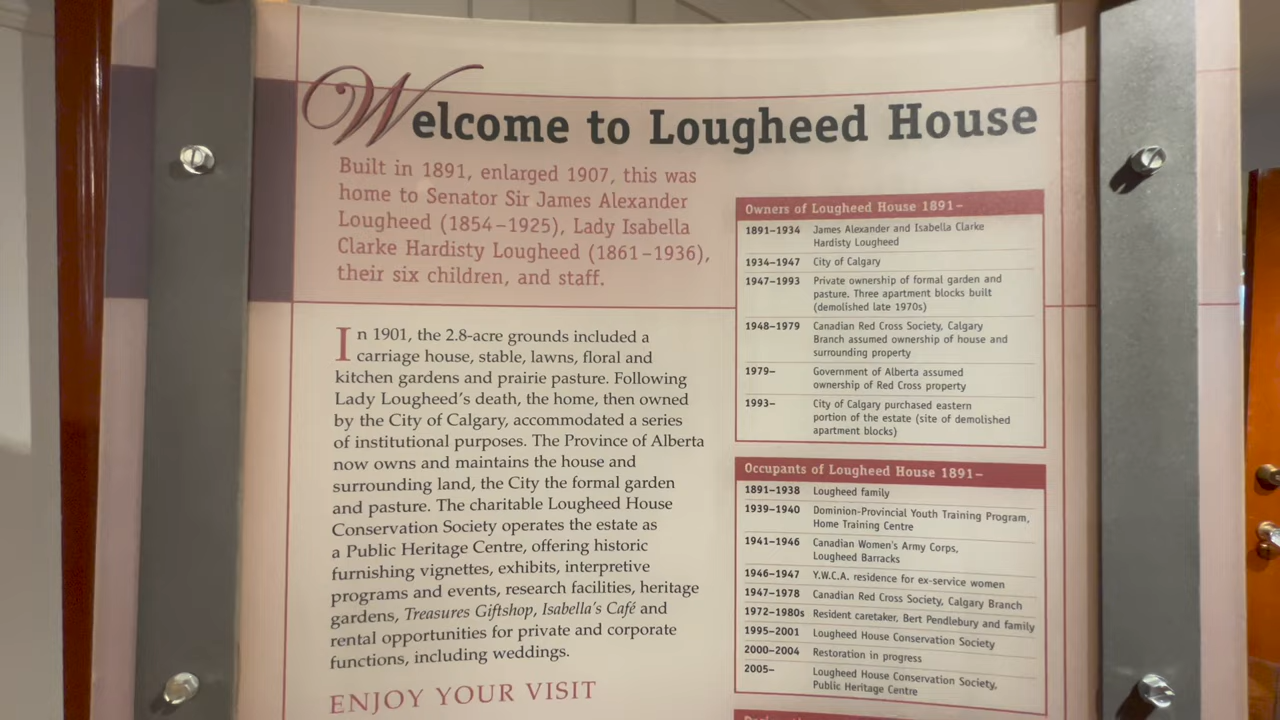 Welcome to Lougheed House
Built in 1891, enlarged 1907, this was
home to Senator Sir James Alexander
Lougheed (1854–1925), Lady Isabella
Clarke Hardisty Lougheed (1861–1936),
their six children, and staff.
In 1901, the 2.8-acre grounds included a
carriage house, stable, lawns, floral and
kitchen gardens and prairie pasture. Following
Lady Lougheed's death, the home, then owned
by the City of Calgary, accommodated a series
of institutional purposes. The Province of Alberta
now owns and maintains the house and
surrounding land, the City the formal garden
and pasture. The charitable Lougheed House
Conservation Society operates the estate as
a Public Heritage Centre, offering historic
furnishing vignettes, exhibits, interpretive
programs and events, research facilities, heritage
gardens, Treasures Giftshop, Isabella's Café and
rental opportunities for private and corporate
functions, including weddings.
ENJOY YOUR VISIT
Owners of Lougheed House 1891–
1891–1934 James Alexander and Isabella Clarke
Hardisty Lougheed
1934–1947 City of Calgary
1947–1993 Private ownership of formal garden and
pasture. Three apartment blocks built
(demolished late 1970s)
1948–1979 Canadian Red Cross Society, Calgary
Branch assumed ownership of house and
surrounding property
1979– Government of Alberta assumed
ownership of Red Cross property
1993– City of Calgary purchased eastern
portion of the estate (site of demolished
apartment blocks)
Occupants of Lougheed House 1891–
1891–1938 Lougheed family
1939–1940 Dominion-Provincial Youth Training Program,
Home Training Centre
1941–1946 Canadian Women's Army Corps,
Lougheed Barracks
1946–1947 Y.W.C.A. residence for ex-service women
1947–1978 Canadian Red Cross Society, Calgary Branch
1972–1980s Resident caretaker, Bert Pendlebury and family
1995–2001 Lougheed House Conservation Society
2000–2004 Restoration in progress
2005– Lougheed House Conservation Society,
Public Heritage Centre